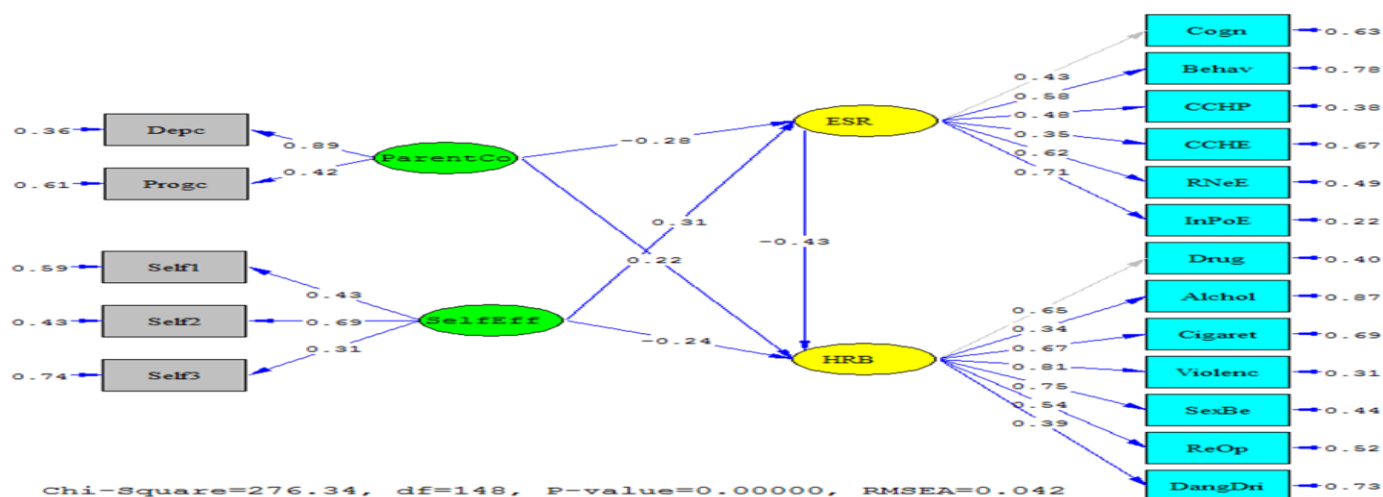 Cogn 0.63
0.43
Behav 0.78
0.58
CCHP 0.38
0.48
ESR
0.36 Depc
0.89
-0.28
CCHE 0.67
0.35
ParentCo
0.62
0.42
0.61 Progc
RNeE 0.49
0.71
InPoE 0.22
0.31
-0.43
0.22
Drug 0.40
0.59 Self1
0.43
Alchol 0.87
0.65
0.34
0.43 Self2
0.69
SelfEff
Cigaret 0.69
0.67
-0.24
0.31
HRB
0.81
Violenc 0.31
0.74 Self3
0.75
SexBe 0.44
0.54
0.39
ReOp 0.52
DangDri 0.73
Chi-Square=276.34, df=148, P-value=0.00000, RMSEA=0.042